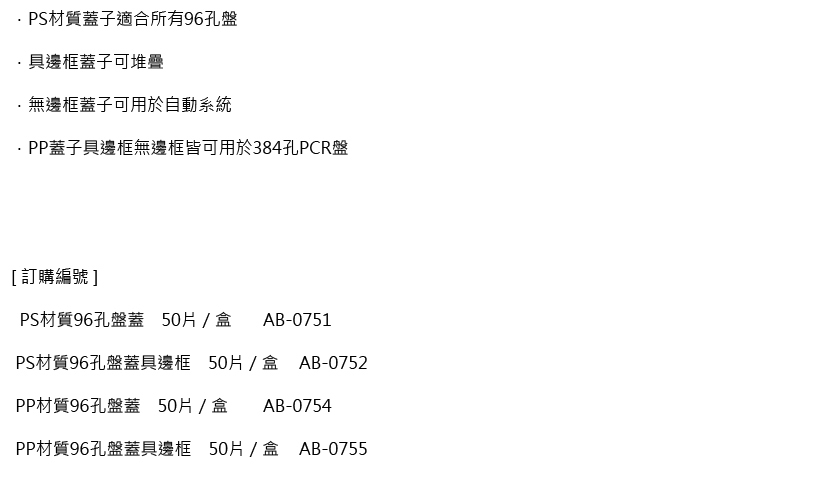 · PS材質蓋子適合所有96孔盤
· 具邊框蓋子可堆疊
· 無邊框蓋子可用於自動系統
· PP蓋子具邊框無邊框皆可用於384孔PCR盤
[ 訂購編號 ]
PS材質96孔盤蓋 50片 / 盒 AB-0751
PS材質96孔盤蓋具邊框 50片 / 盒 AB-0752
PP材質96孔盤蓋 50片 / 盒 AB-0754
PP材質96孔盤蓋具邊框 50片 / 盒 AB-0755